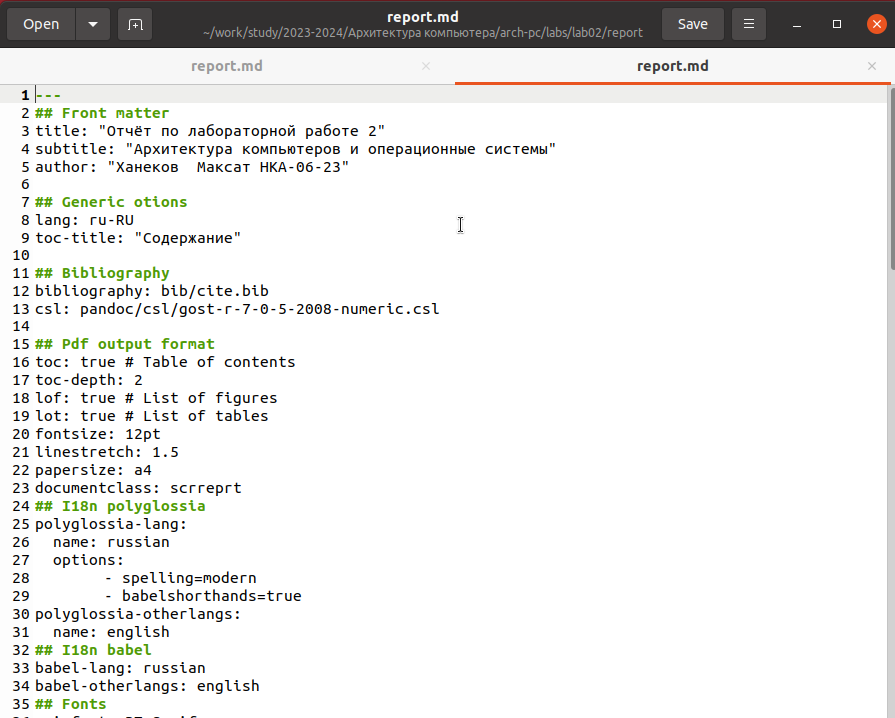 Open
report.md
~/work/study/2023-2024/Архитектура компьютера/arch-pc/labs/lab02/report
Save
report.md
report.md
1 ---
2 ## Front matter
3 title: "Отчёт по лабораторной работе 2"
4 subtitle: "Архитектура компьютеров и операционные системы"
5 author: "Ханеков  Максат НКА-06-23"
6
7 ## Generic otions
8 lang: ru-RU
9 toc-title: "Содержание"
10
11 ## Bibliography
12 bibliography: bib/cite.bib
13 csl: pandoc/csl/gost-r-7-0-5-2008-numeric.csl
14
15 ## Pdf output format
16 toc: true # Table of contents
17 toc-depth: 2
18 lof: true # List of figures
19 lot: true # List of tables
20 fontsize: 12pt
21 linestretch: 1.5
22 papersize: a4
23 documentclass: scrreprt
24 ## I18n polyglossia
25 polyglossia-lang:
26   name: russian
27   options:
28         - spelling=modern
29         - babelshorthands=true
30 polyglossia-otherlangs:
31   name: english
32 ## I18n babel
33 babel-lang: russian
34 babel-otherlangs: english
35 ## Fonts